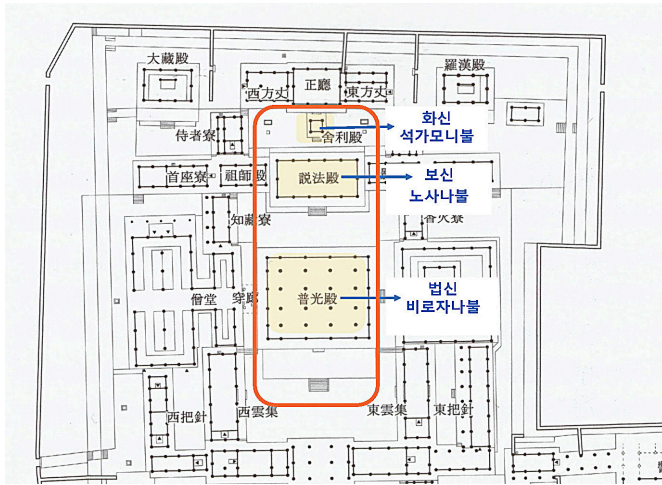 大藏殿
羅漢殿
西方丈
正廳
東方丈
侍者寮
舍利殿
화신
석가모니불
首座寮
祖師殿
説法殿
보신
노사나불
知藏寮
香火寮
僧堂
穿廊
普光殿
법신
비로자나불
西把針
西雲集
東雲集
東把針